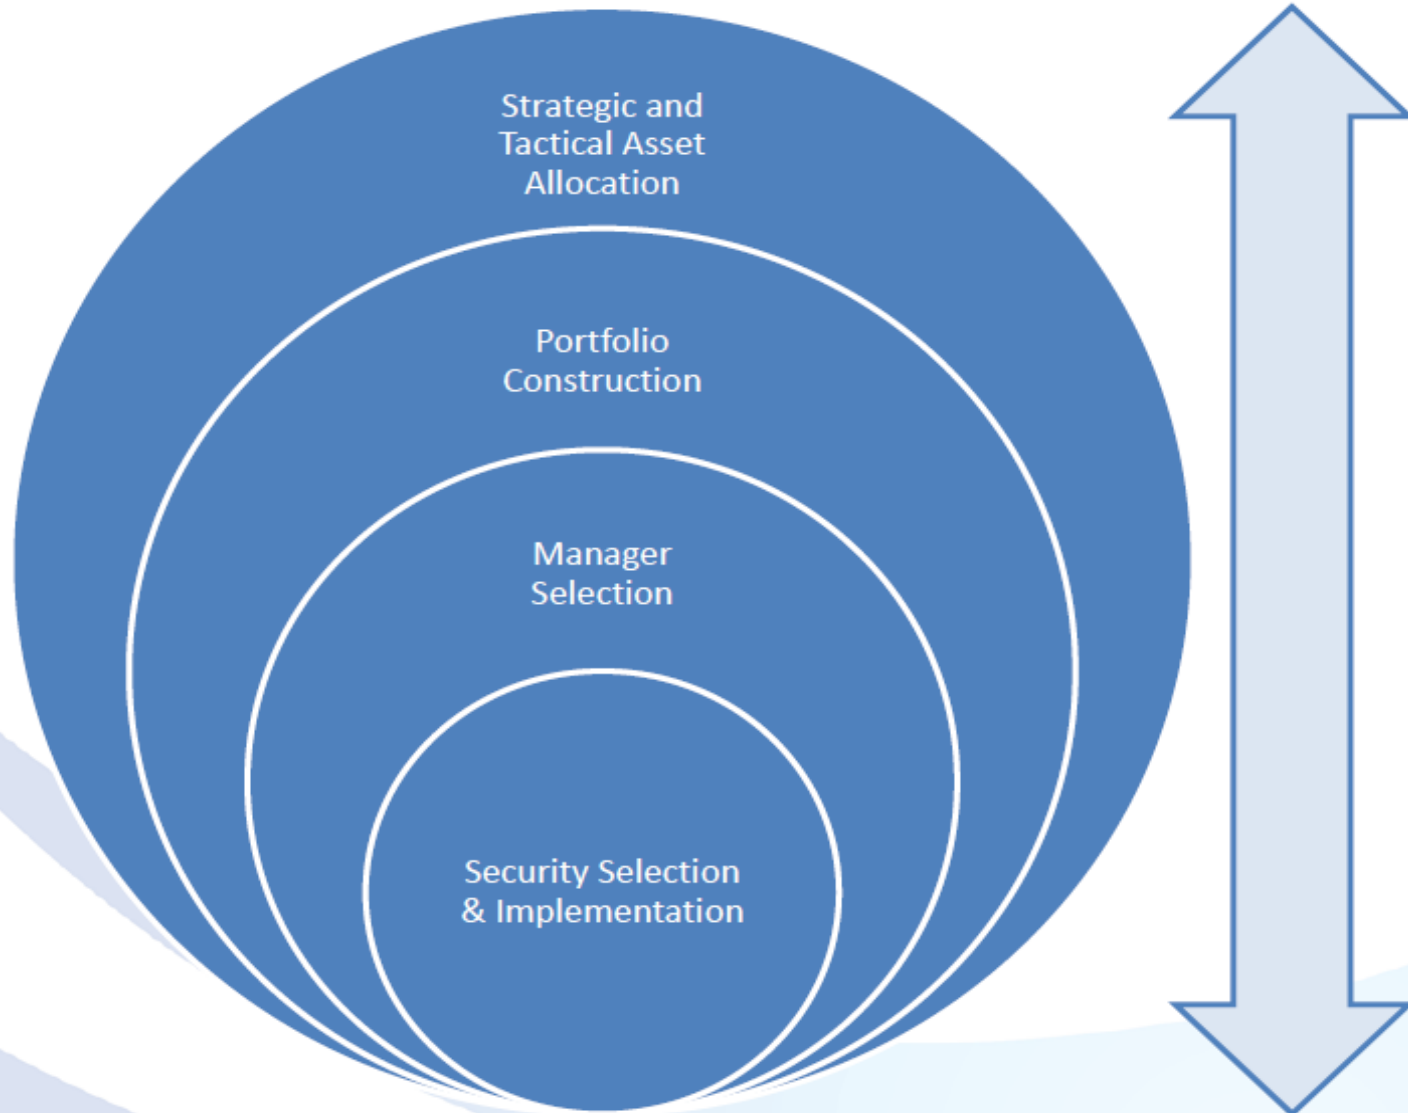 Strategic and
Tactical Asset
Allocation
Portfolio
Construction
Manager
Selection
Security Selection
& Implementation